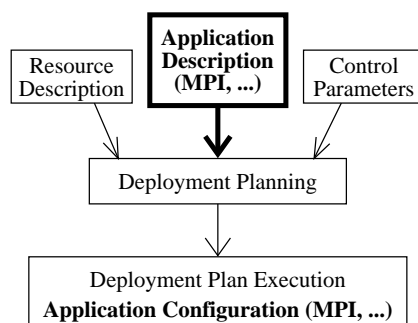 Application
Description
(MPI, ...)
Resource
Description
Control
Parameters
Deployment Planning
Deployment Plan Execution
Application Configuration (MPI, ...)